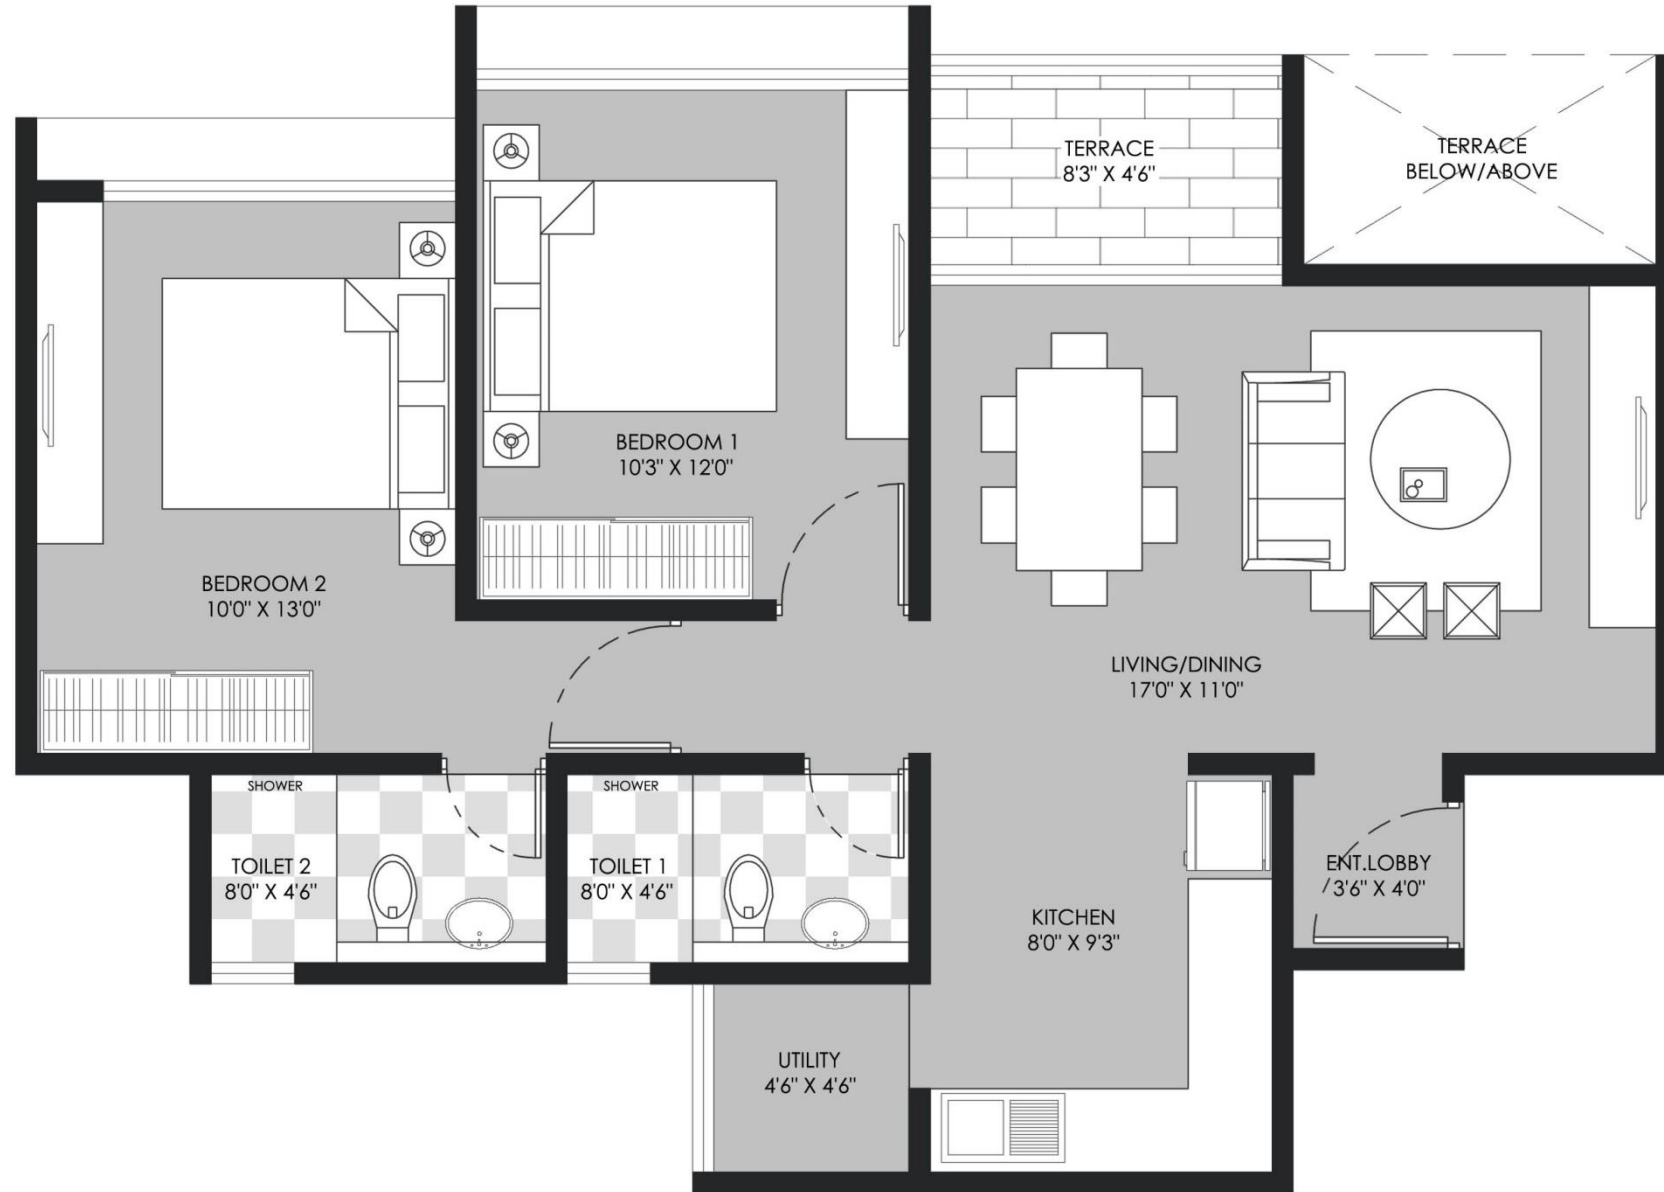 TERRACE
8'3" X 4'6"
TERRACE
BELOW/ABOVE
BEDROOM 1
10'3" X 12'0"
BEDROOM 2
10'0" X 13'0"
LIVING/DINING
17'0" X 11'0"
SHOWER
TOILET 2
8'0" X 4'6"
SHOWER
TOILET 1
8'0" X 4'6"
ENT.LOBBY
3'6" X 4'0"
KITCHEN
8'0" X 9'3"
UTILITY
4'6" X 4'6"